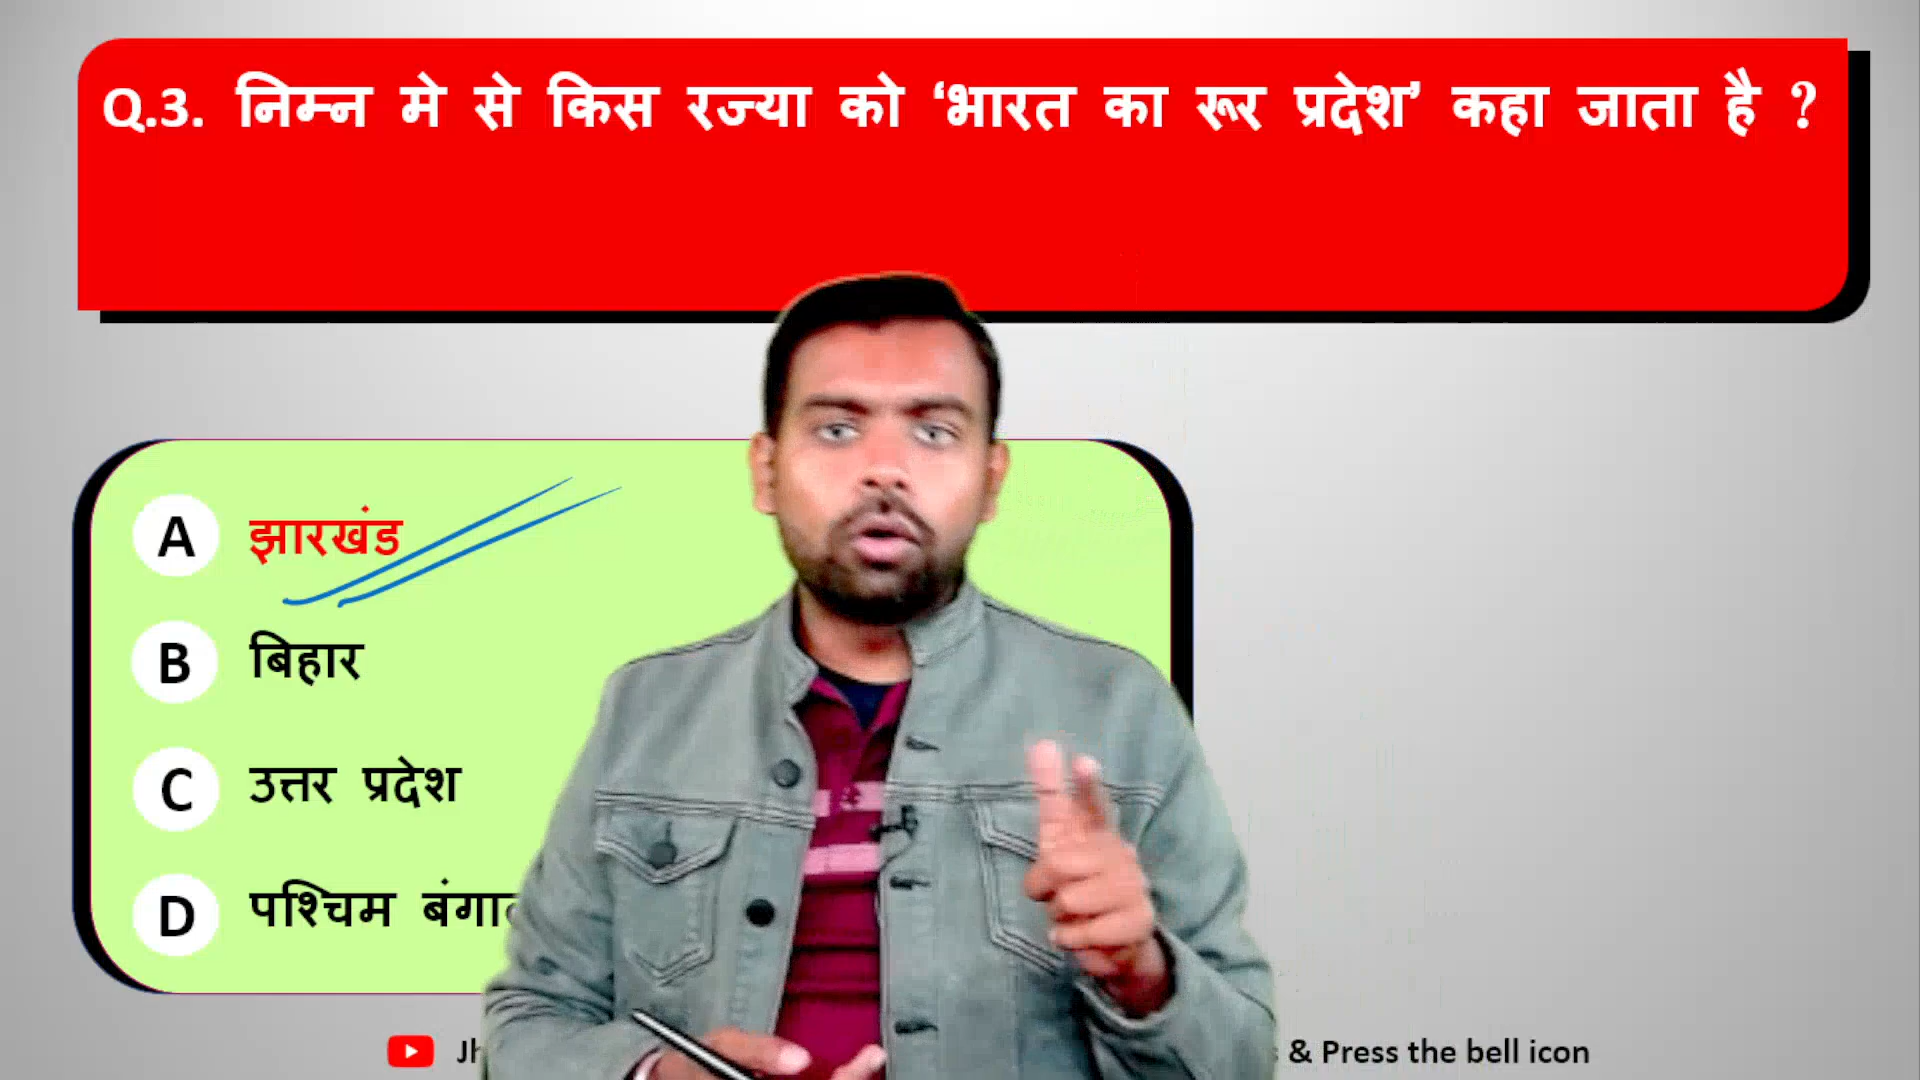 Q.3. निम्न मे से किस रज्या को ‘भारत का रूर प्रदेश’ कहा जाता है ?
A झारखंड
B बिहार
C उत्तर प्रदेश
D पश्चिम
& Press the bell icon